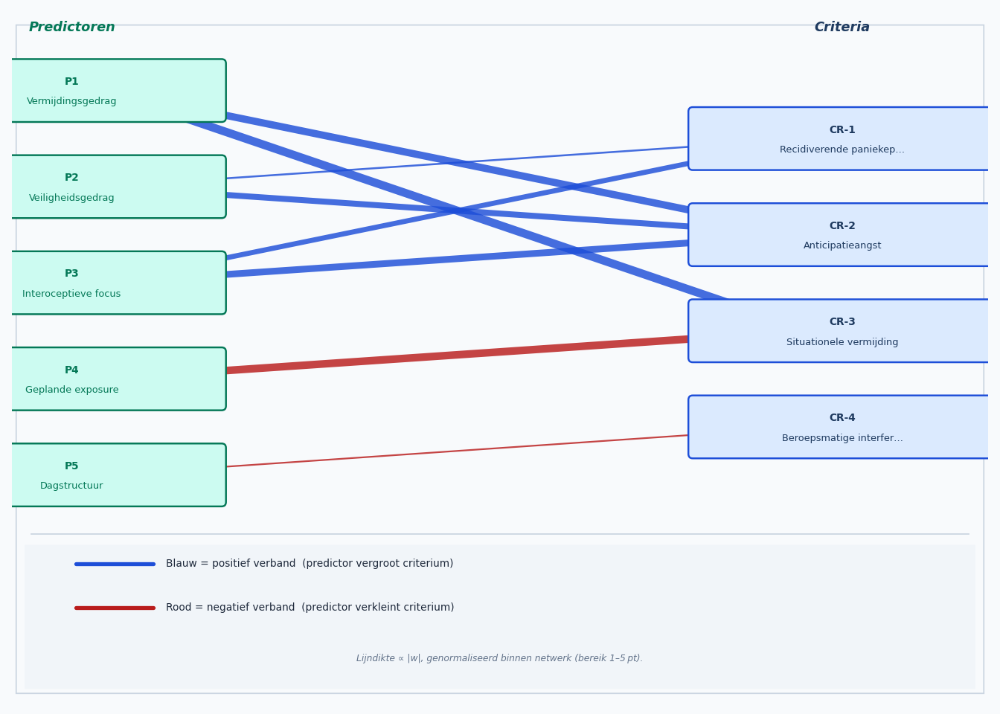 Predictoren
Criteria
P1
Vermijdingsgedrag
P2
Veiligheidsgedrag
P3
Interoceptieve focus
P4
Geplande exposure
P5
Dagstructuur
CR-1
Recidiverende paniekep…
CR-2
Anticipatieangst
CR-3
Situationele vermijding
CR-4
Beroepsmatige interfer…
Blauw = positief verband  (predictor vergroot criterium)
Rood = negatief verband  (predictor verkleint criterium)
Lijndikte ∝ |w|, genormaliseerd binnen netwerk (bereik 1–5 pt).